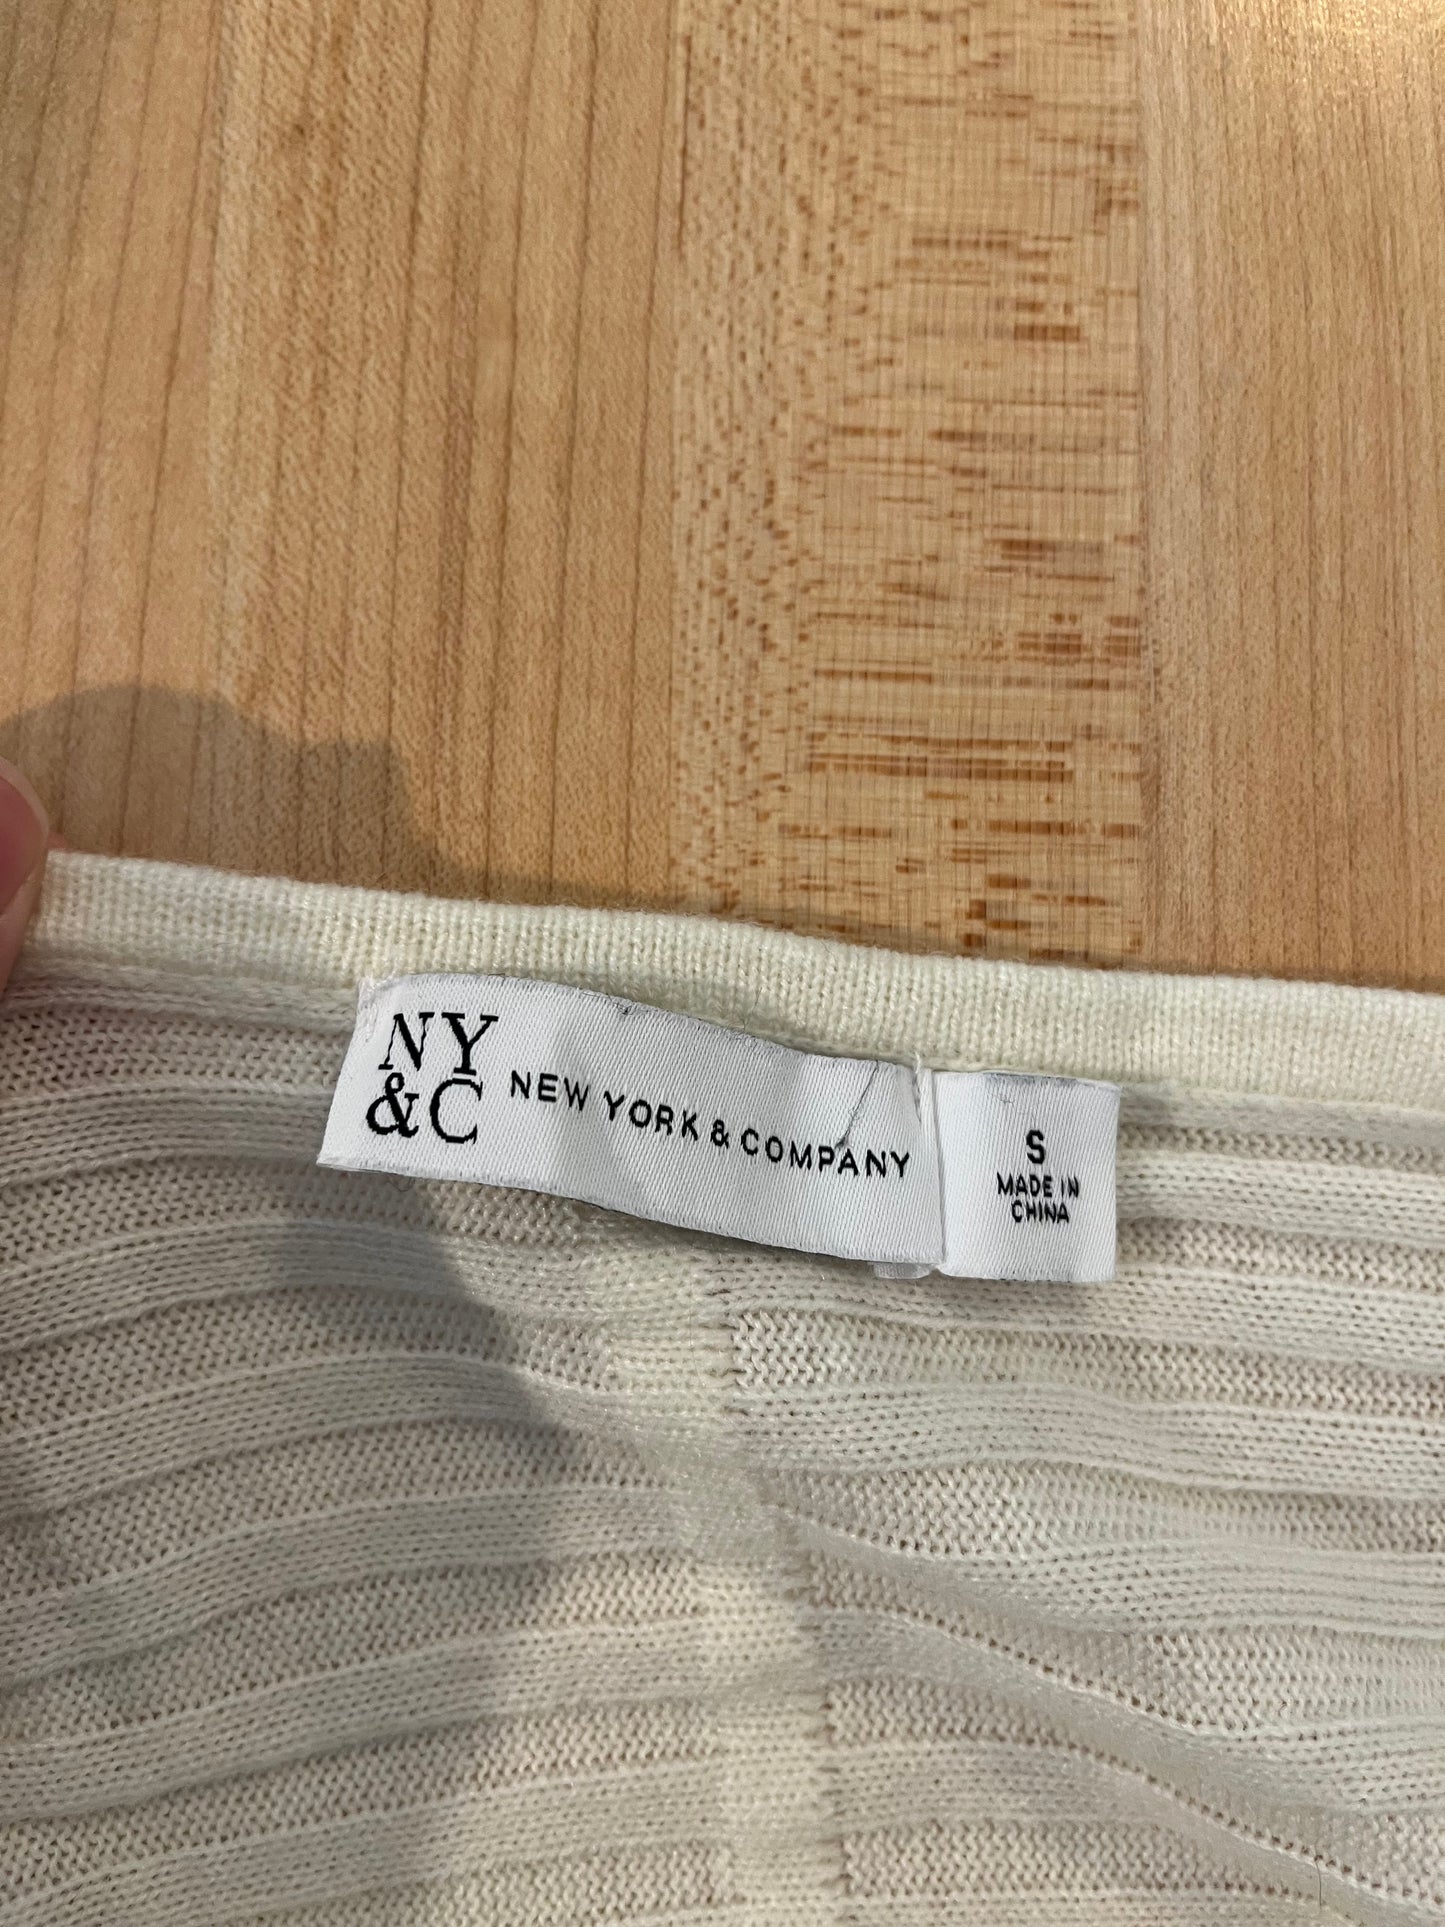 NY
&C
NEW YORK & COMPANY
S
MADE IN
CHINA